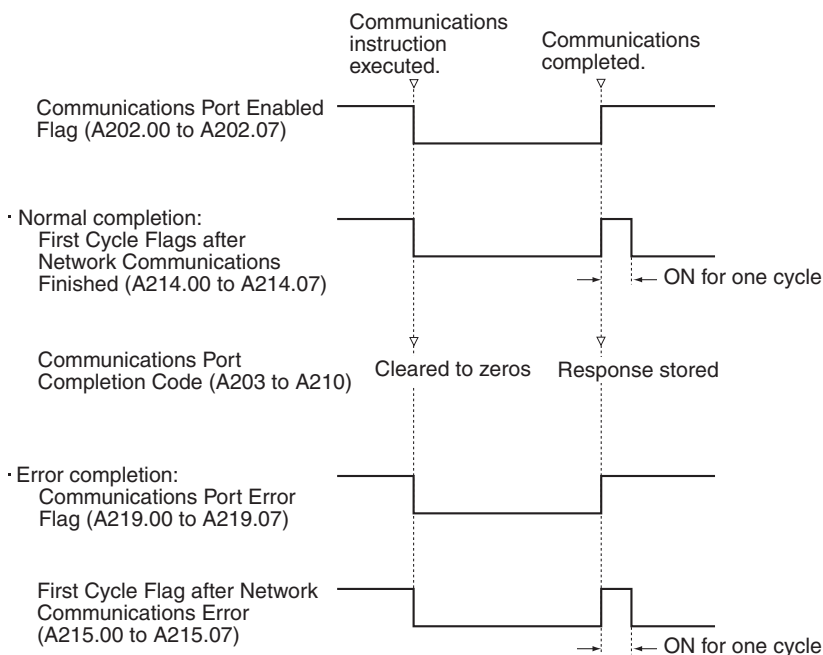 Communications
instruction
executed.
Communications
completed.
Communications Port Enabled
Flag (A202.00 to A202.07)
· Normal completion:
First Cycle Flags after
Network Communications
Finished (A214.00 to A214.07)
ON for one cycle
Communications Port
Completion Code (A203 to A210)
Cleared to zeros
Response stored
· Error completion:
Communications Port Error
Flag (A219.00 to A219.07)
First Cycle Flag after Network
Communications Error
(A215.00 to A215.07)
ON for one cycle